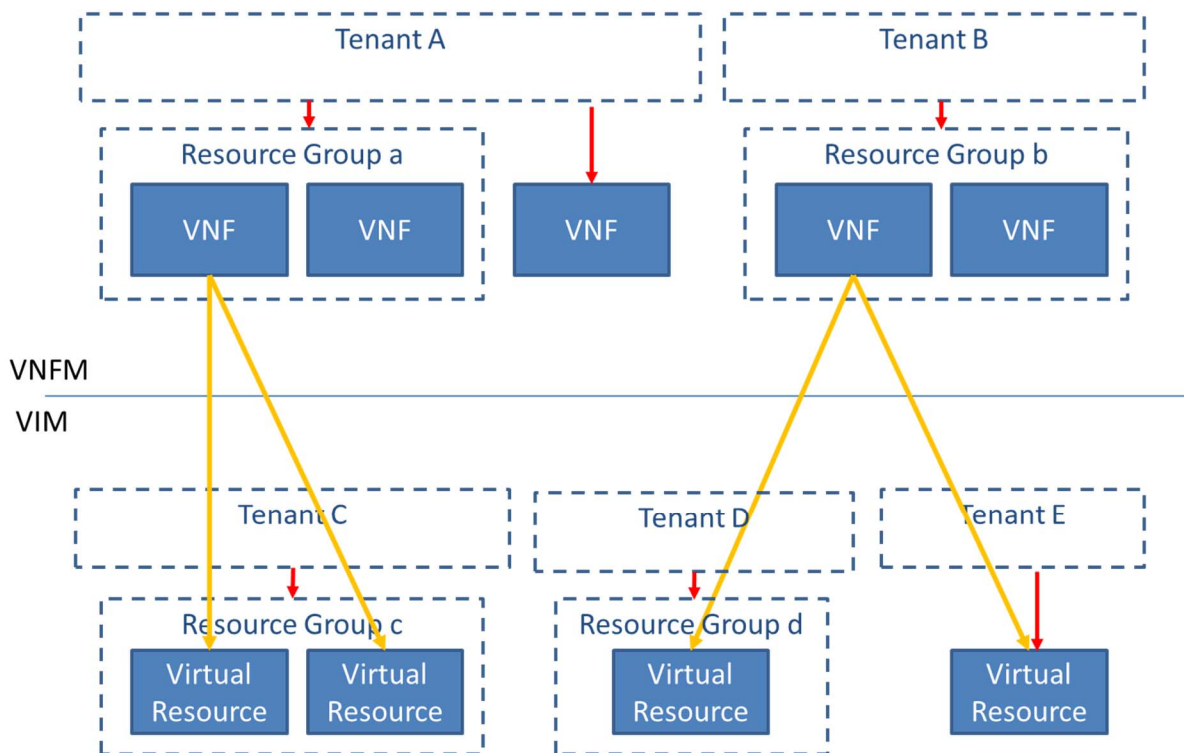 Tenant A
Tenant B
Resource Group a
Resource Group b
VNF
VNF
VNF
VNF
VNF
VNFM
VIM
Tenant C
Tenant D
Tenant E
Resource Group c
Resource Group d
Virtual
Resource
Virtual
Resource
Virtual
Resource
Virtual
Resource